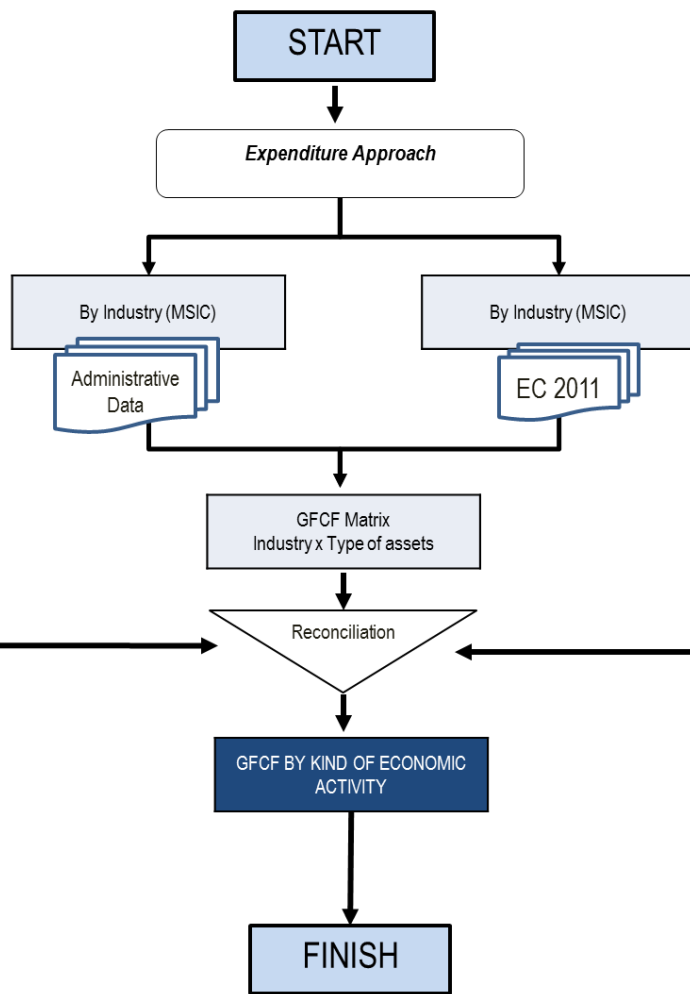 START
Expenditure Approach
By Industry (MSIC)
By Industry (MSIC)
Administrative
Data
EC 2011
GFCF Matrix
Industry x Type of assets
Reconciliation
GFCF BY KIND OF ECONOMIC
ACTIVITY
FINISH